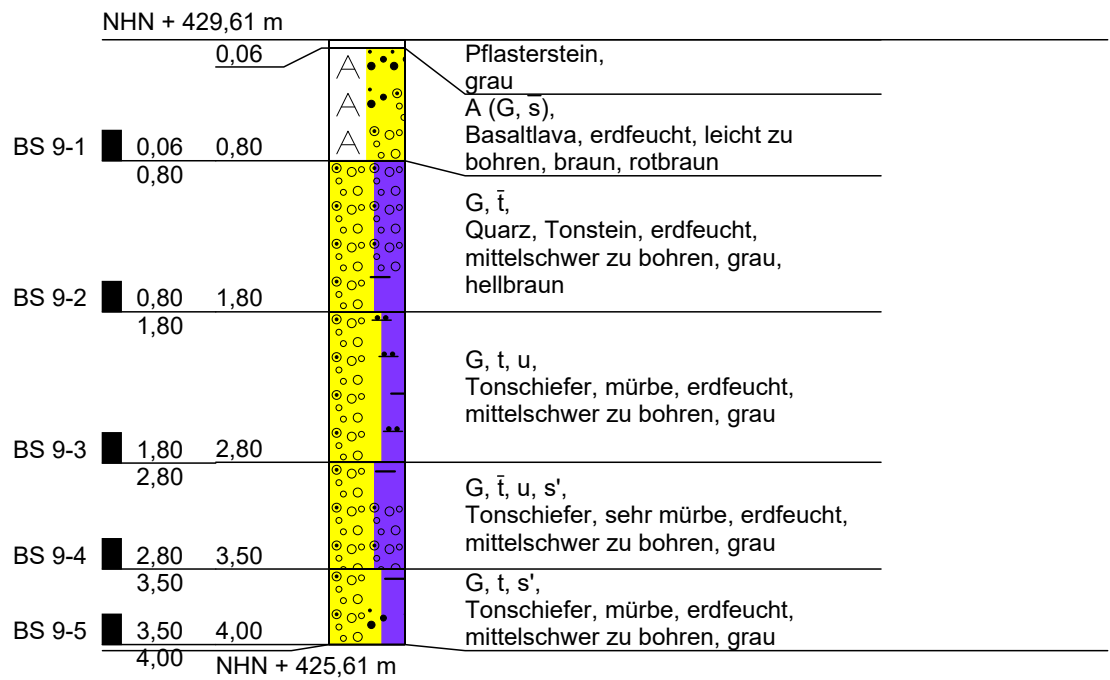 NHN + 429,61 m
0,06
Pflasterstein,
grau
A (G, s̄),
Basaltlava, erdfeucht, leicht zu
bohren, braun, rotbraun
A
A
A
BS 9-1 0,06 0,80
0,80
G, t̄,
Quarz, Tonstein, erdfeucht,
mittelschwer zu bohren, grau,
hellbraun
BS 9-2 0,80 1,80
1,80
G, t, u,
Tonschiefer, mürbe, erdfeucht,
mittelschwer zu bohren, grau
BS 9-3 1,80 2,80
2,80
G, t̄, u, s',
Tonschiefer, sehr mürbe, erdfeucht,
mittelschwer zu bohren, grau
BS 9-4 2,80 3,50
3,50
G, t, s',
Tonschiefer, mürbe, erdfeucht,
mittelschwer zu bohren, grau
BS 9-5 3,50 4,00
4,00
NHN + 425,61 m